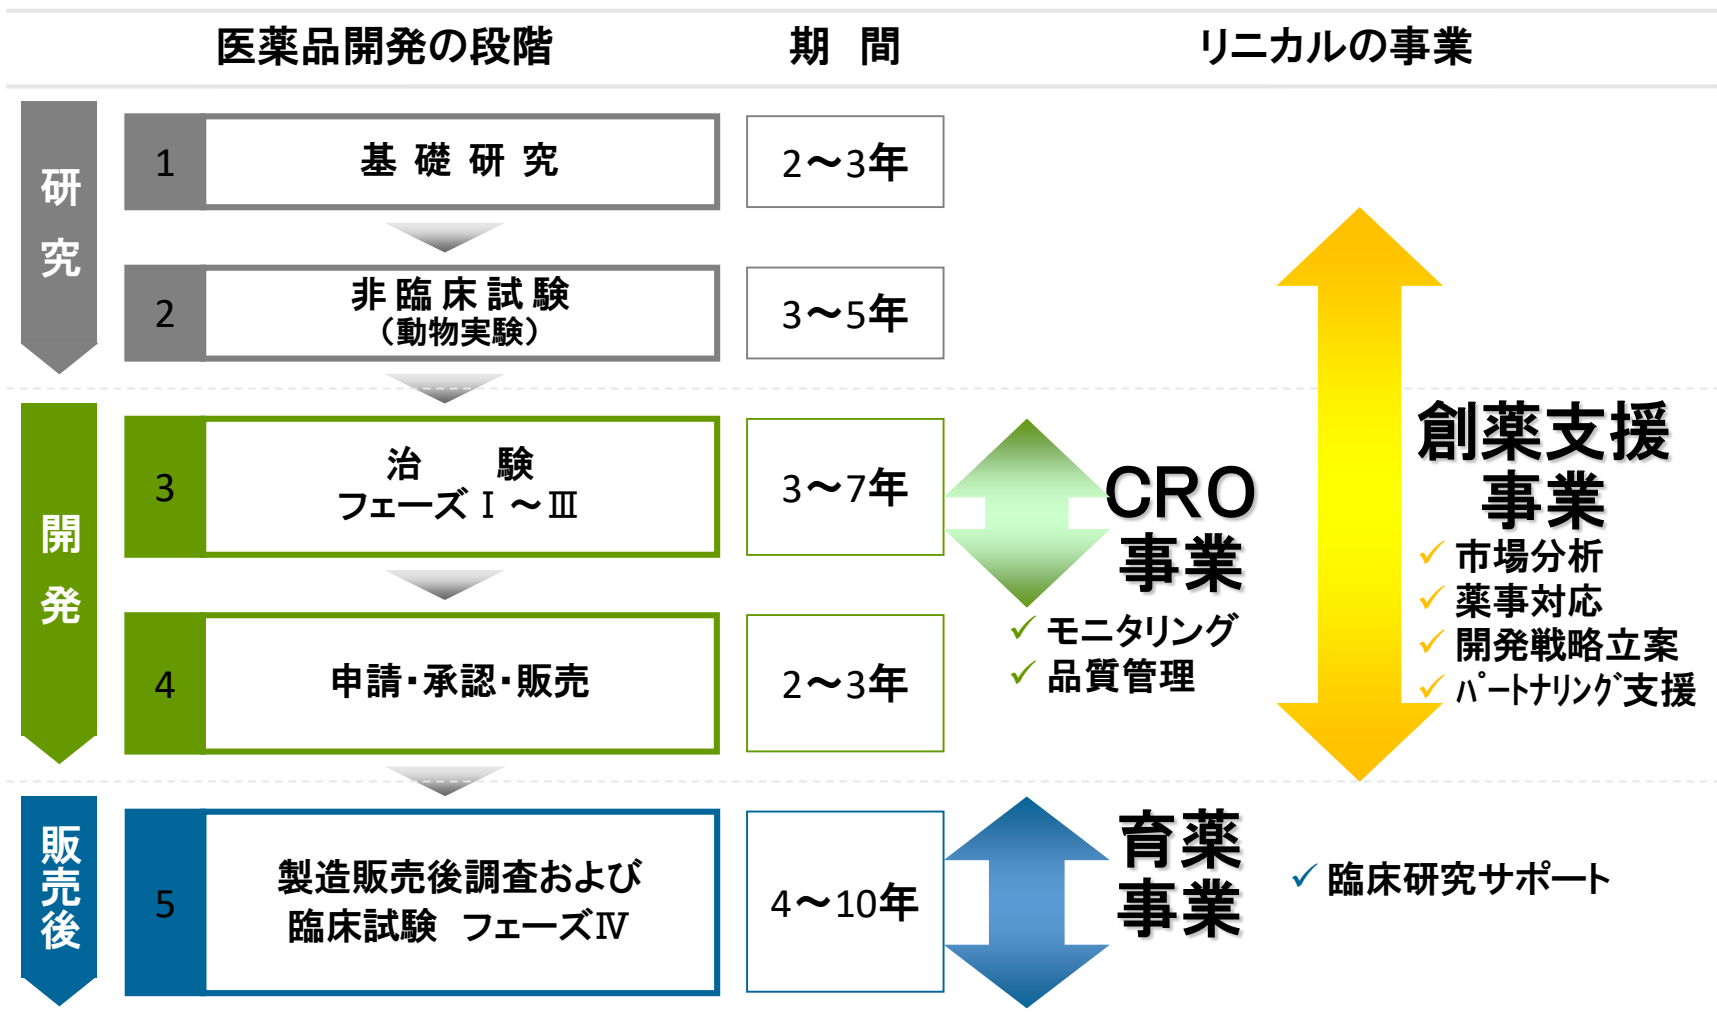 医薬品開発の段階
期 間
リニカルの事業
研究
1
基 礎 研 究
2～3年
2
非 臨 床 試 験
（動物実験）
3～5年
開発
3
治 験
フェーズⅠ～Ⅲ
3～7年
CRO
事業
✓ モニタリング
✓ 品質管理
創薬支援
事業
✓ 市場分析
✓ 薬事対応
✓ 開発戦略立案
✓ ﾊﾟｰﾄﾅﾘﾝｸﾞ支援
4
申請・承認・販売
2～3年
販売後
5
製造販売後調査および
臨床試験 フェーズⅣ
4～10年
育薬
事業
✓ 臨床研究サポート